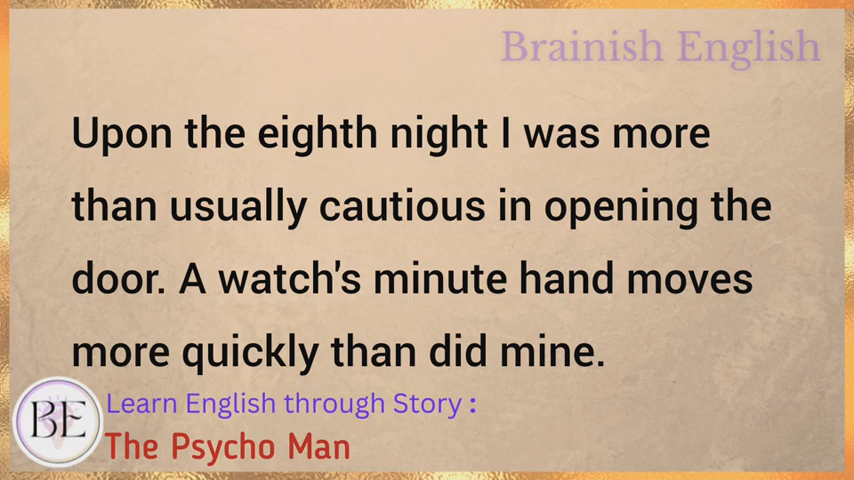 Brainish English
Upon the eighth night I was more
than usually cautious in opening the
door. A watch's minute hand moves
more quickly than did mine.
BE
Learn English through Story :
The Psycho Man